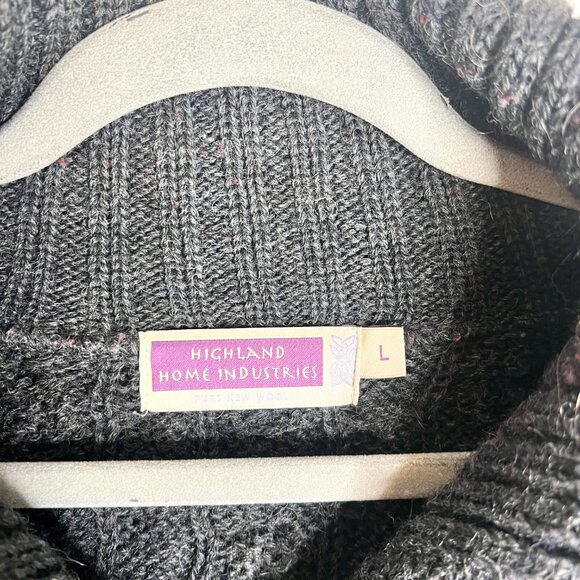 HIGHLAND
HOME INDUSTRIES
PURE NEW WOOL
L